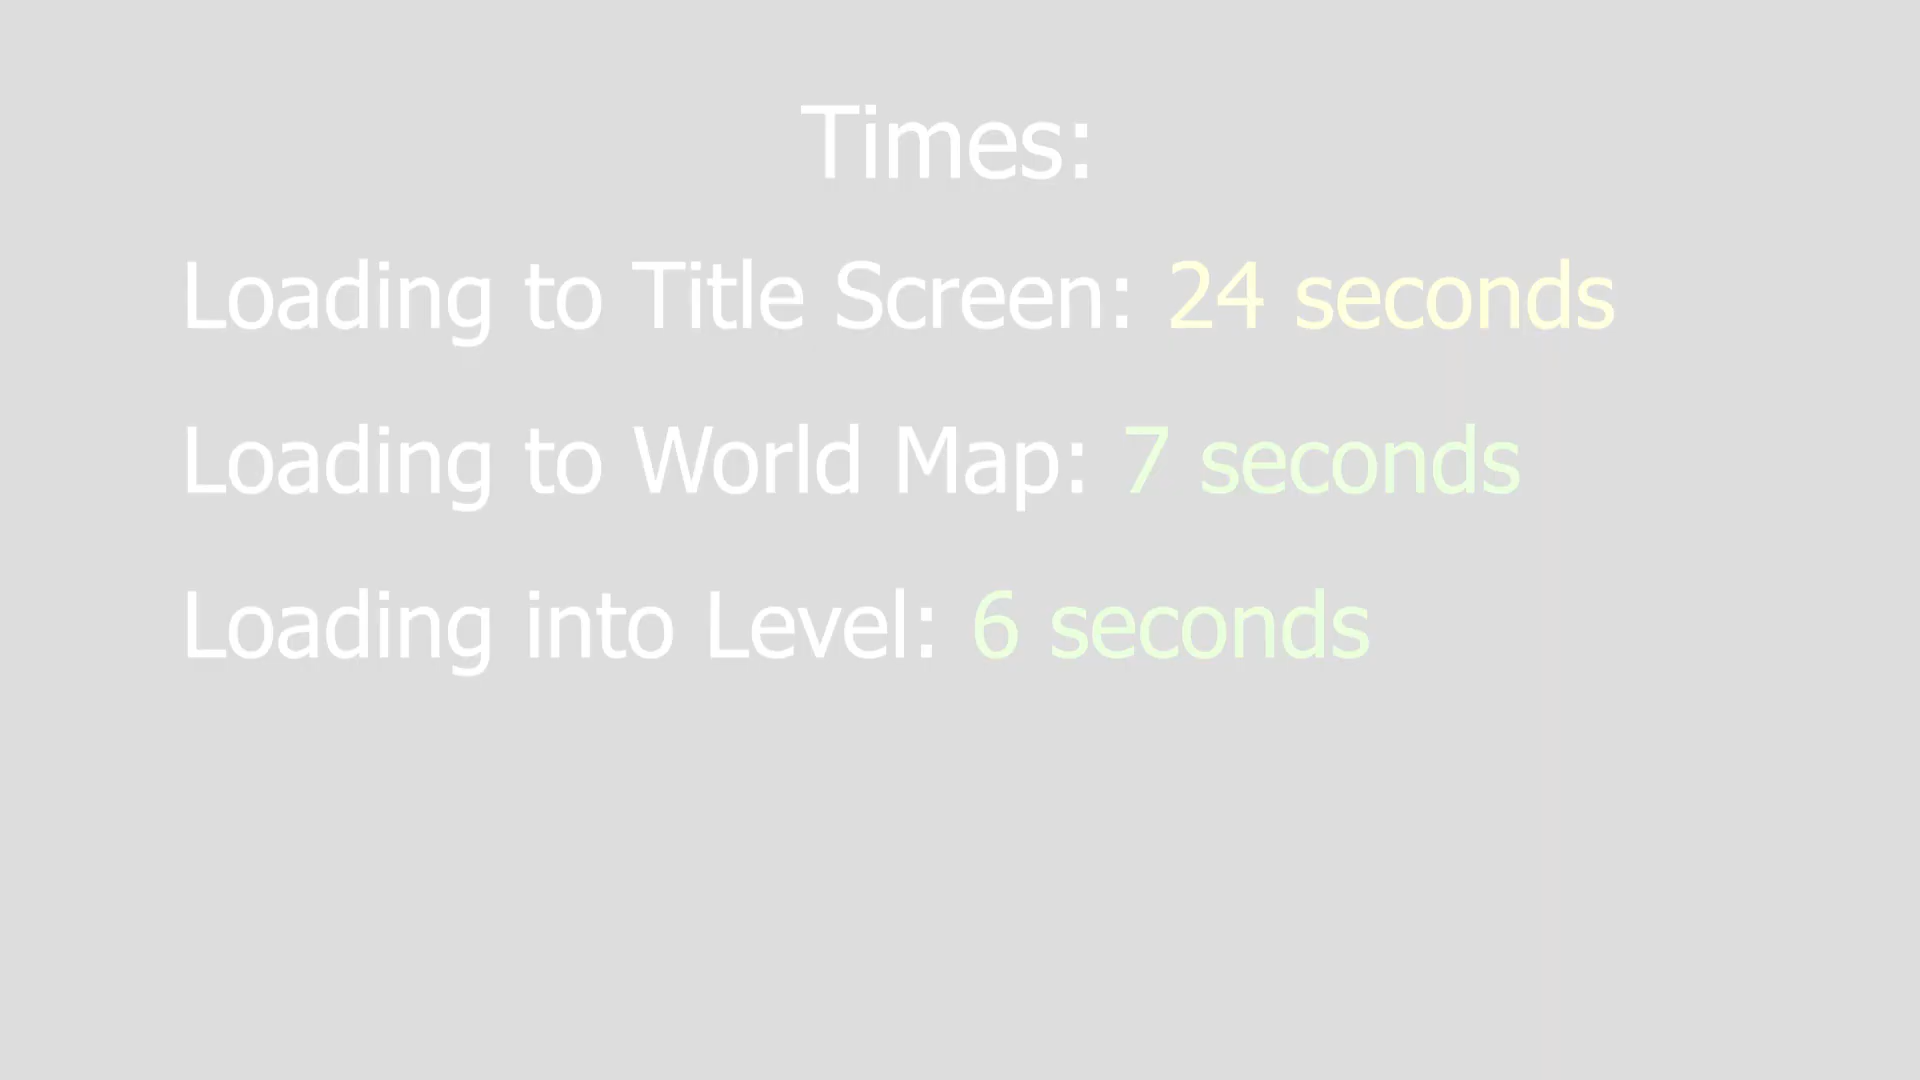 Times:
Loading to Title Screen: 24 seconds
Loading to World Map: 7 seconds
Loading into Level: 6 seconds